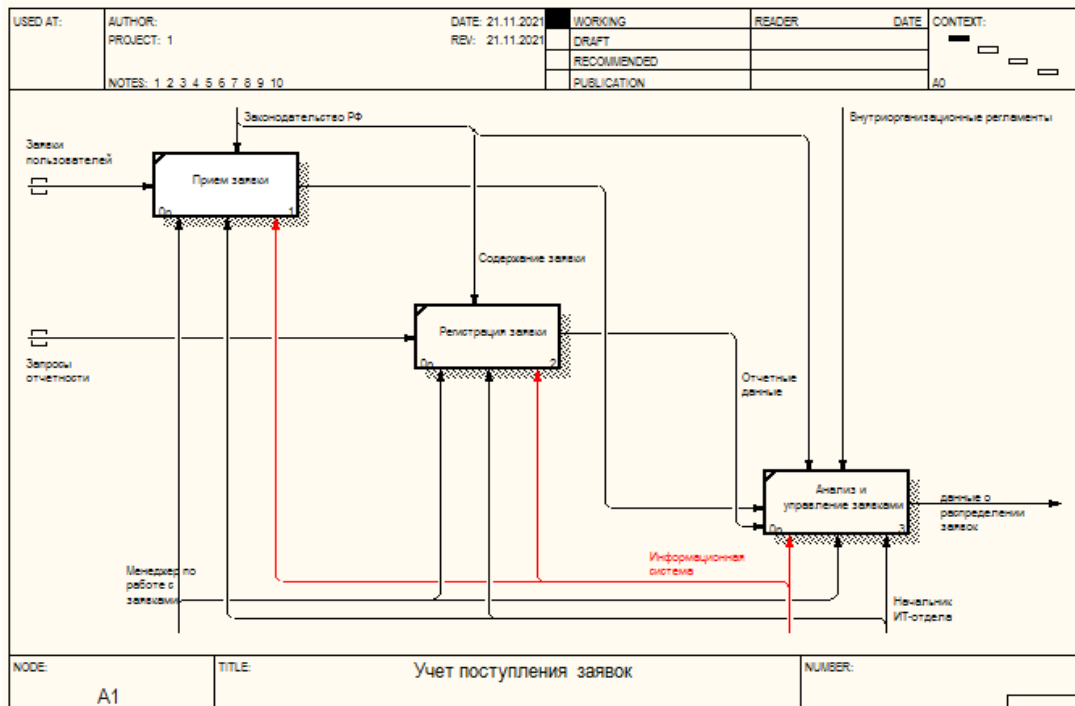 USED AT:
AUTHOR:
DATE: 21.11.2021
WORKING
READER
DATE
CONTEXT:
PROJECT: 1
REV: 21.11.2021
DRAFT
RECOMMENDED
NOTES: 1 2 3 4 5 6 7 8 9 10
PUBLICATION
A0
Законодательство РФ
Внутриорганизационные регламенты
Заявки
пользователей
Прием заявки
0р.
1
Содержание заявки
Регистрация заявки
0р.
2
Запросы
отчетности
Отчетные
данные
Анализ и
управление заявками
0р.
3
данные о
распределении
заявок
Информационная
система
Менеджер по
работе с
заявками
Начальник
ИТ-отдела
NODE:
TITLE:
Учет поступления заявок
NUMBER:
A1